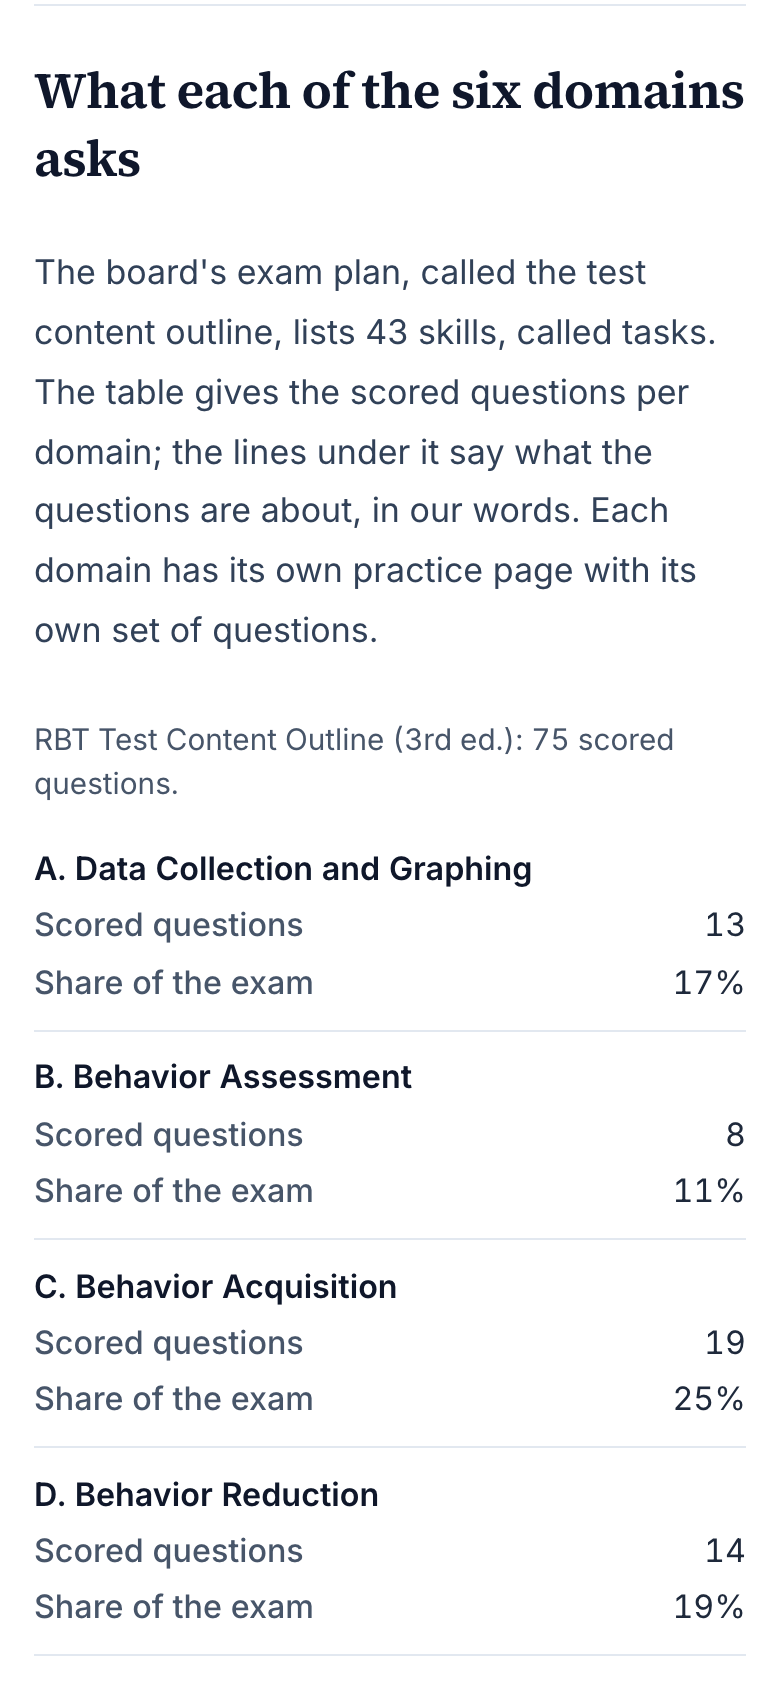 What each of the six domains
asks
The board's exam plan, called the test
content outline, lists 43 skills, called tasks.
The table gives the scored questions per
domain; the lines under it say what the
questions are about, in our words. Each
domain has its own practice page with its
own set of questions.
RBT Test Content Outline (3rd ed.): 75 scored
questions.
A. Data Collection and Graphing
Scored questions 13
Share of the exam 17%
B. Behavior Assessment
Scored questions 8
Share of the exam 11%
C. Behavior Acquisition
Scored questions 19
Share of the exam 25%
D. Behavior Reduction
Scored questions 14
Share of the exam 19%